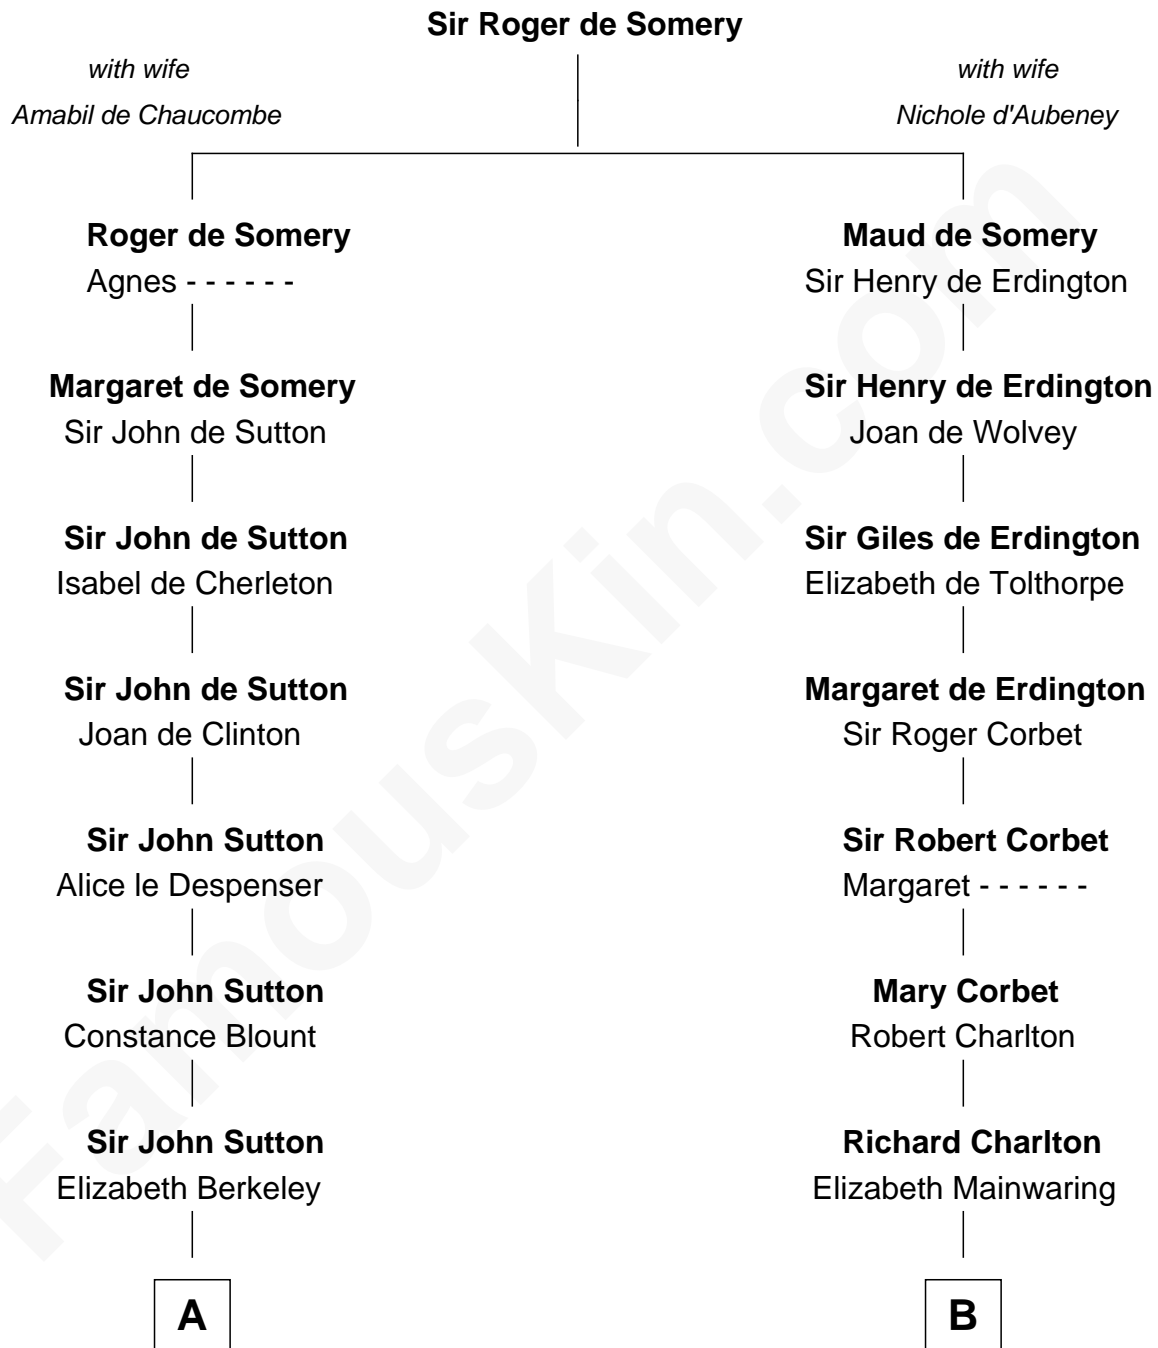 Sir Roger de Somery
with wife
Amabil de Chaucombe
with wife
Nichole d'Aubeney
Roger de Somery
Agnes - - - - - -
Maud de Somery
Sir Henry de Erdington
Margaret de Somery
Sir John de Sutton
Sir Henry de Erdington
Joan de Wolvey
Sir John de Sutton
Isabel de Cherleton
Sir Giles de Erdington
Elizabeth de Tolthorpe
Sir John de Sutton
Joan de Clinton
Margaret de Erdington
Sir Roger Corbet
Sir John Sutton
Alice le Despenser
Sir Robert Corbet
Margaret - - - - - -
Sir John Sutton
Constance Blount
Mary Corbet
Robert Charlton
Sir John Sutton
Elizabeth Berkeley
Richard Charlton
Elizabeth Mainwaring
A
B
FamousKin.com